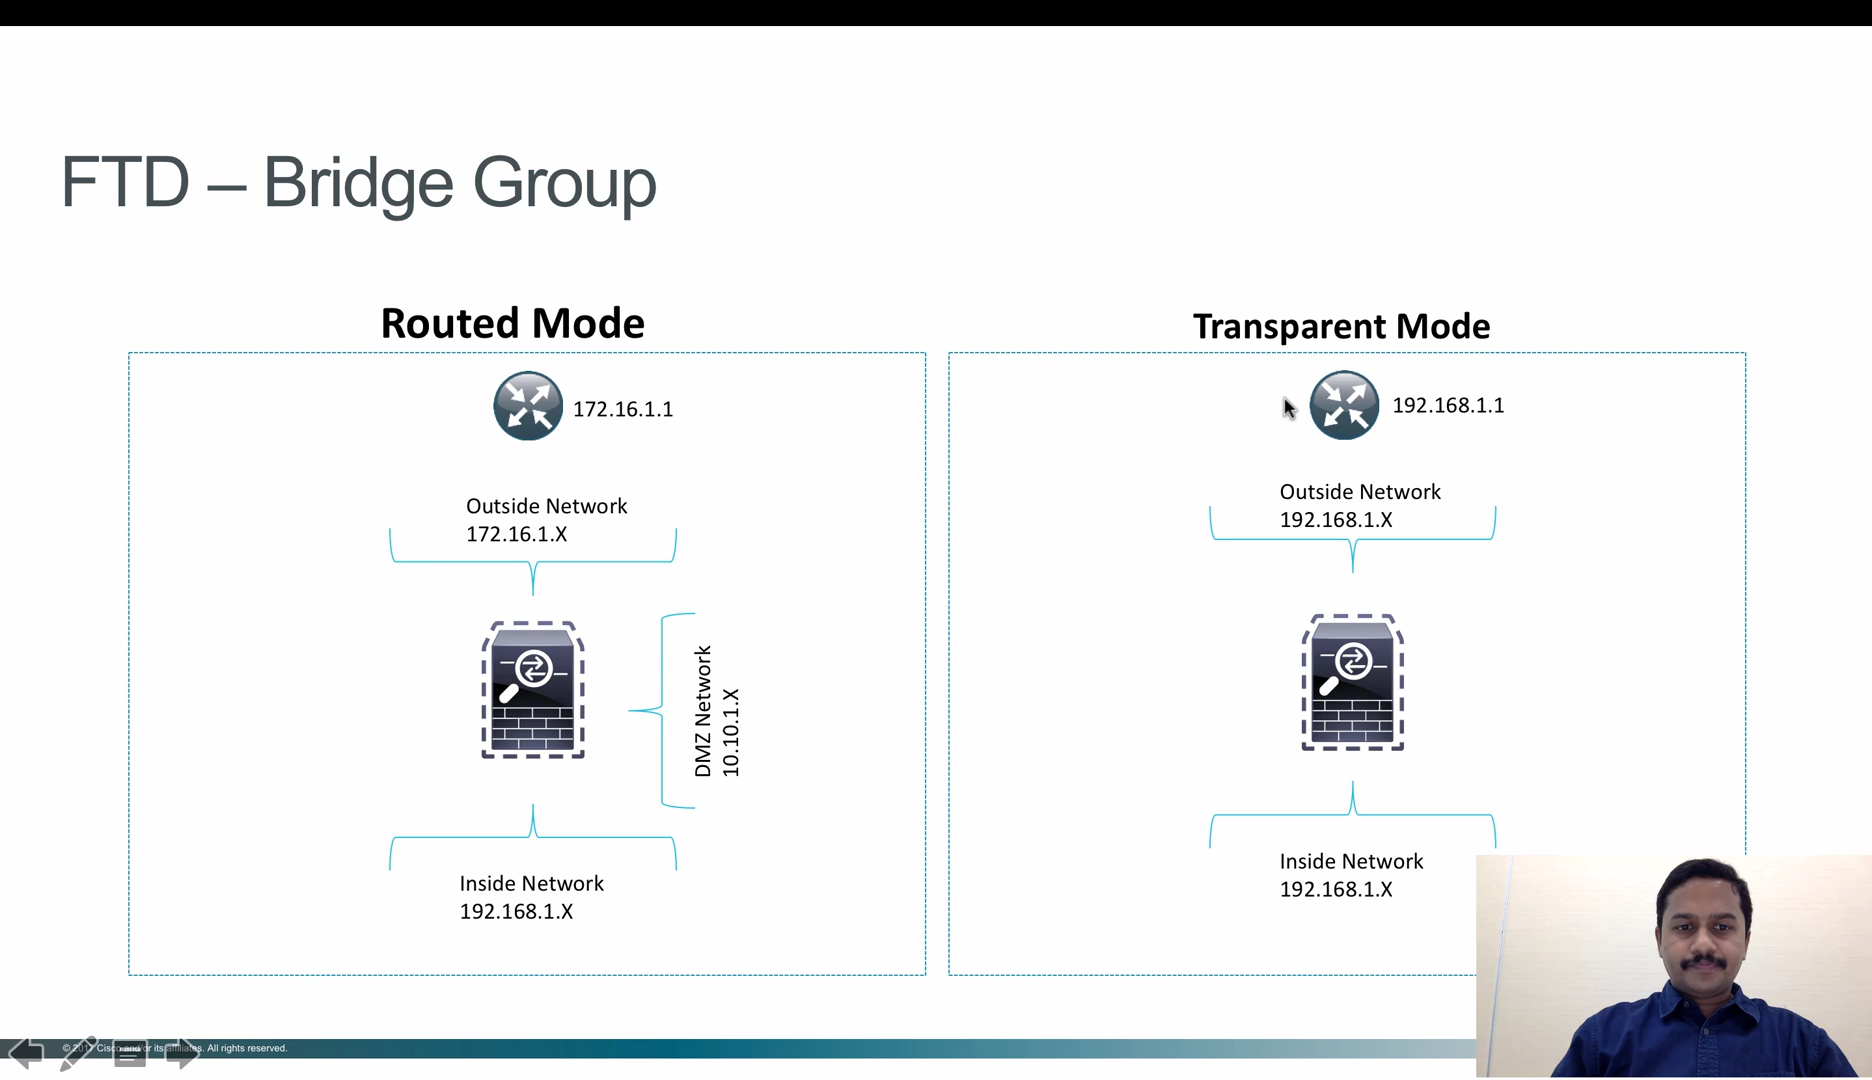 FTD – Bridge Group
Routed Mode
172.16.1.1
Outside Network
172.16.1.X
DMZ Network
10.10.1.X
Inside Network
192.168.1.X
Transparent Mode
192.168.1.1
Outside Network
192.168.1.X
Inside Network
192.168.1.X
© 2017 Cisco and/or its affiliates. All rights reserved.